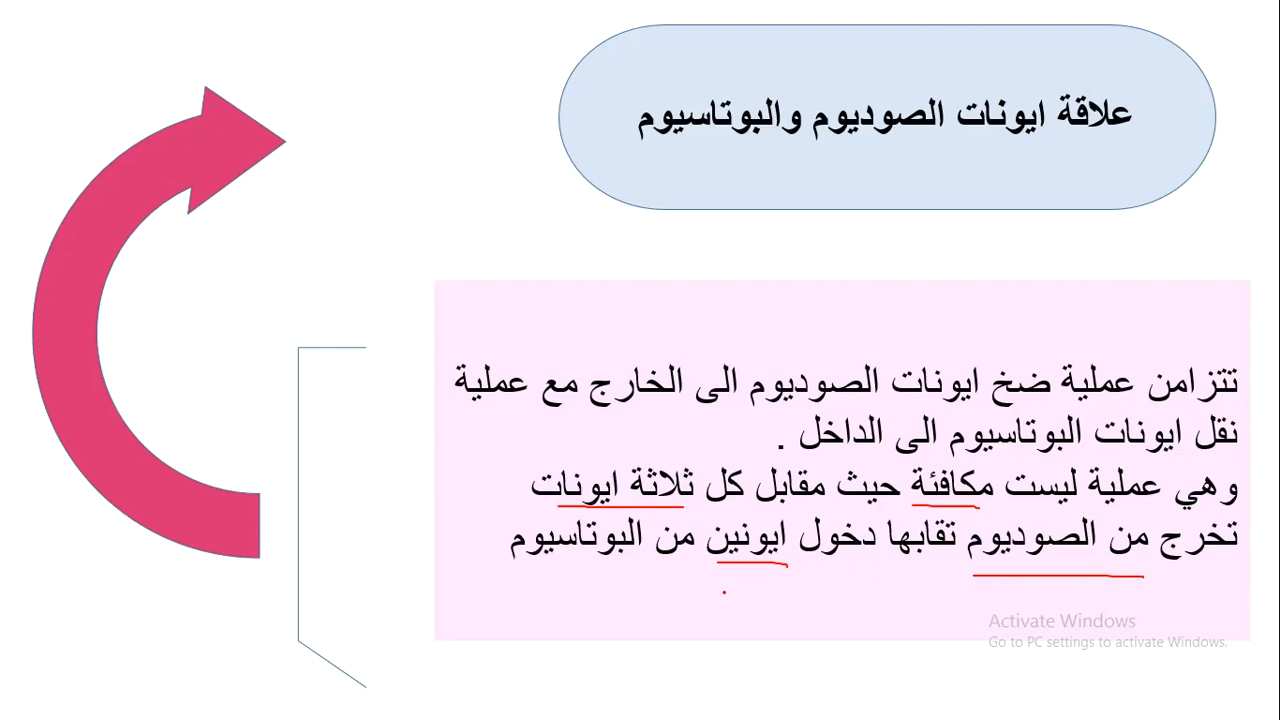 علاقة ايونات الصوديوم والبوتاسيوم
تتزامن عملية ضخ ايونات الصوديوم الى الخارج مع عملية
نقل ايونات البوتاسيوم الى الداخل .
وهي عملية ليست مكافئة حيث مقابل كل ثلاثة ايونات
تخرج من الصوديوم تقابها دخول ايونين من البوتاسيوم
Activate Windows
Go to PC settings to activate Windows.